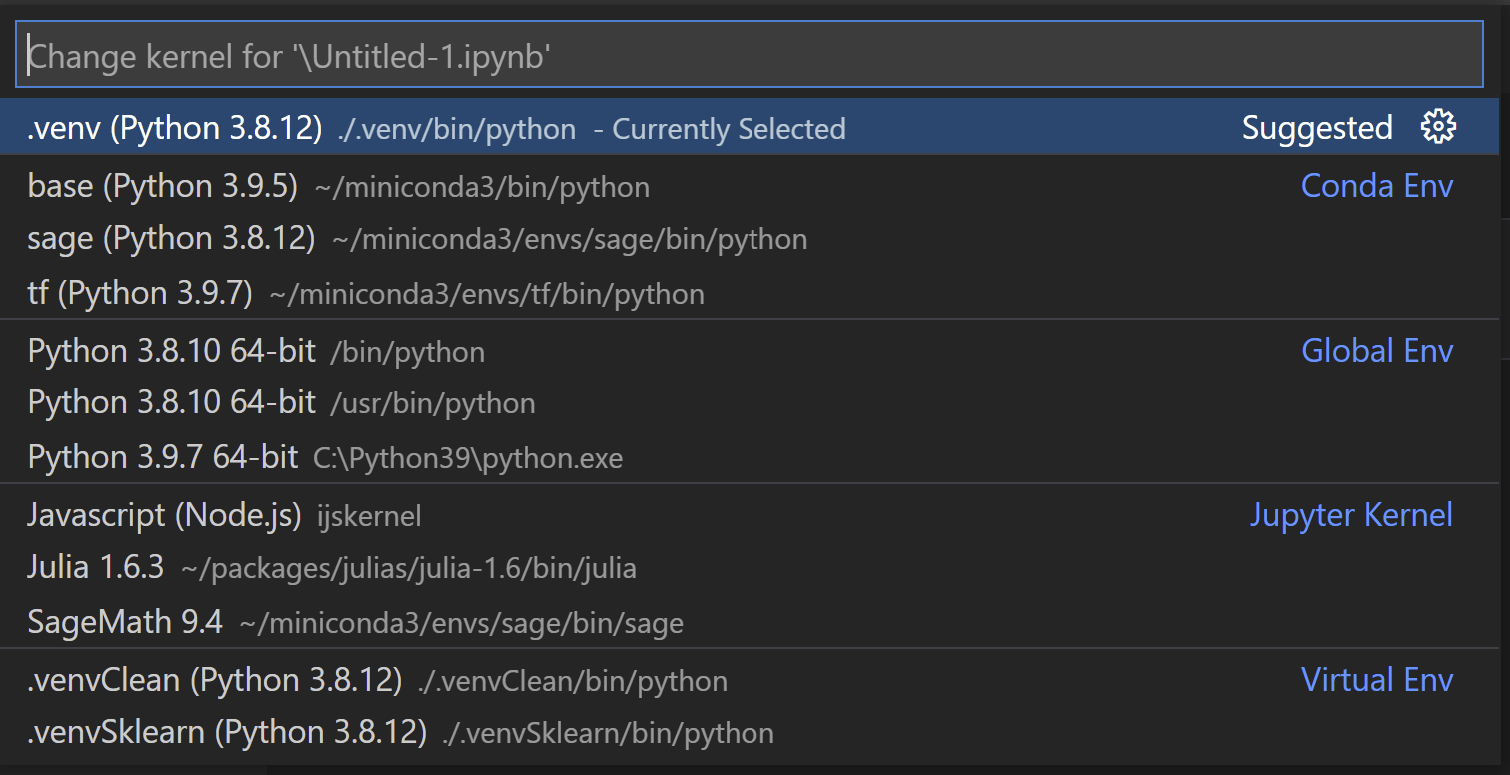 Change kernel for '\Untitled-1.ipynb'
.venv (Python 3.8.12) ./.venv/bin/python - Currently Selected Suggested
base (Python 3.9.5) ~/miniconda3/bin/python Conda Env
sage (Python 3.8.12) ~/miniconda3/envs/sage/bin/python
tf (Python 3.9.7) ~/miniconda3/envs/tf/bin/python
Python 3.8.10 64-bit /bin/python Global Env
Python 3.8.10 64-bit /usr/bin/python
Python 3.9.7 64-bit C:\Python39\python.exe
Javascript (Node.js) ijskernel Jupyter Kernel
Julia 1.6.3 ~/packages/julias/julia-1.6/bin/julia
SageMath 9.4 ~/miniconda3/envs/sage/bin/sage
.venvClean (Python 3.8.12) ./.venvClean/bin/python Virtual Env
.venvSklearn (Python 3.8.12) ./.venvSklearn/bin/python